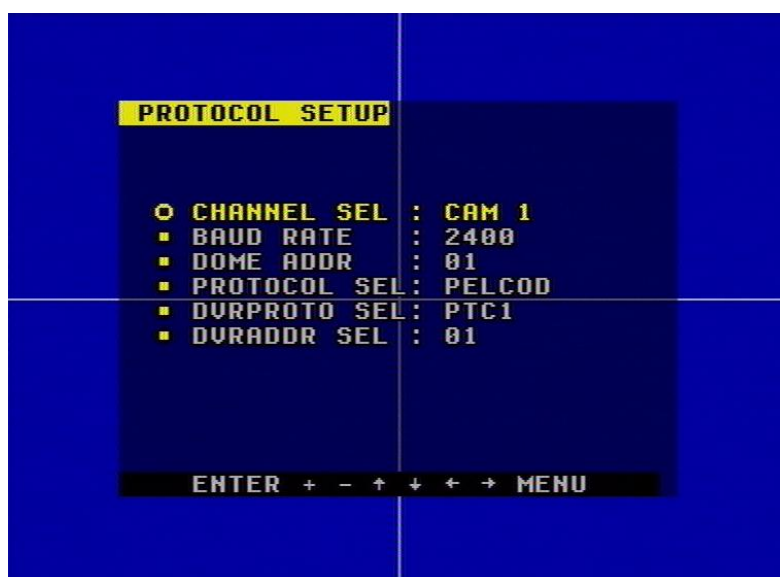 PROTOCOL SETUP
CHANNEL SEL : CAM 1
BAUD RATE : 2400
DOME ADDR : 01
PROTOCOL SEL: PELCOD
DVRPROTO SEL: PTC1
DVRADDR SEL : 01
ENTER + - ↑ ↓ ← → MENU